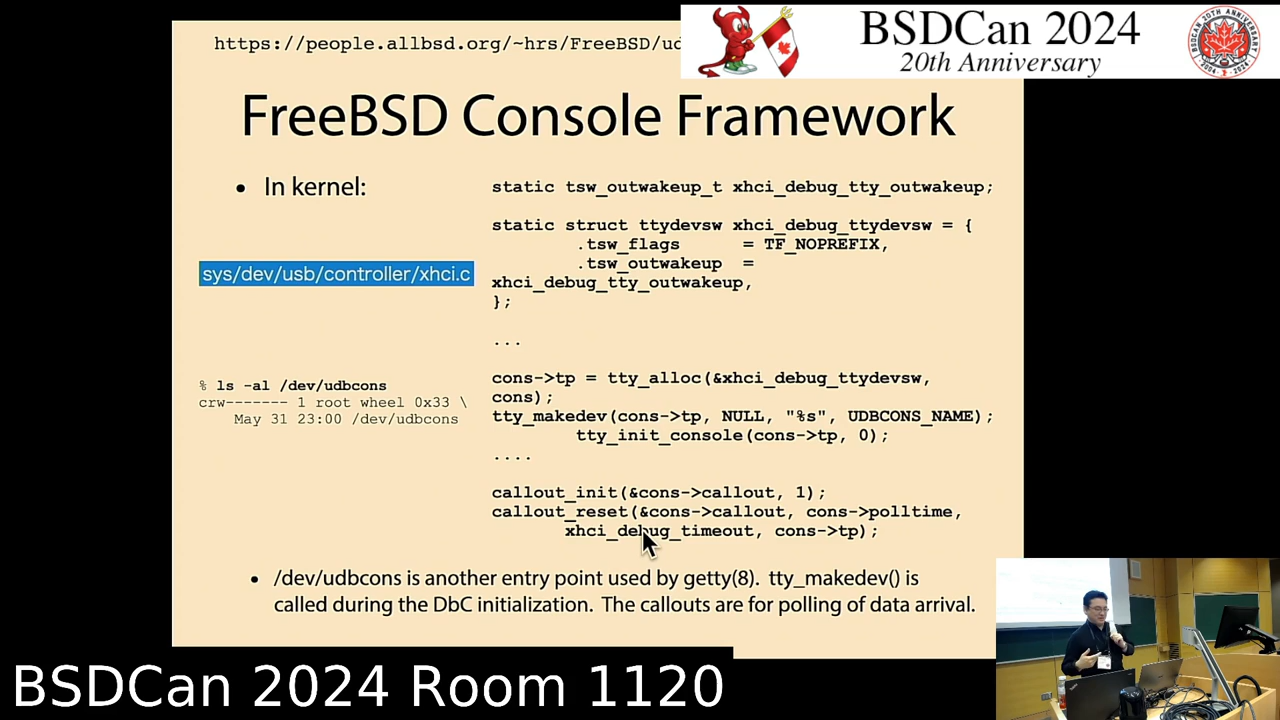 https://people.allbsd.org/~hrs/FreeBSD/ud
BSDCan 2024
20th Anniversary
FreeBSD Console Framework
• In kernel:
sys/dev/usb/controller/xhci.c
% ls -al /dev/udbcons
crw------- 1 root wheel 0x33 \
May 31 23:00 /dev/udbcons
static tsw_outwakeup_t xhci_debug_tty_outwakeup;
static struct ttydevsw xhci_debug_ttydevsw = {
.tsw_flags = TF_NOPREFIX,
.tsw_outwakeup =
xhci_debug_tty_outwakeup,
};
...
cons->tp = tty_alloc(&xhci_debug_ttydevsw,
cons);
tty_makedev(cons->tp, NULL, "%s", UDBCONS_NAME);
tty_init_console(cons->tp, 0);
....
callout_init(&cons->callout, 1);
callout_reset(&cons->callout, cons->polltime,
xhci_debug_timeout, cons->tp);
• /dev/udbcons is another entry point used by getty(8). tty_makedev() is
called during the DbC initialization. The callouts are for polling of data arrival.
BSDCan 2024 Room 1120